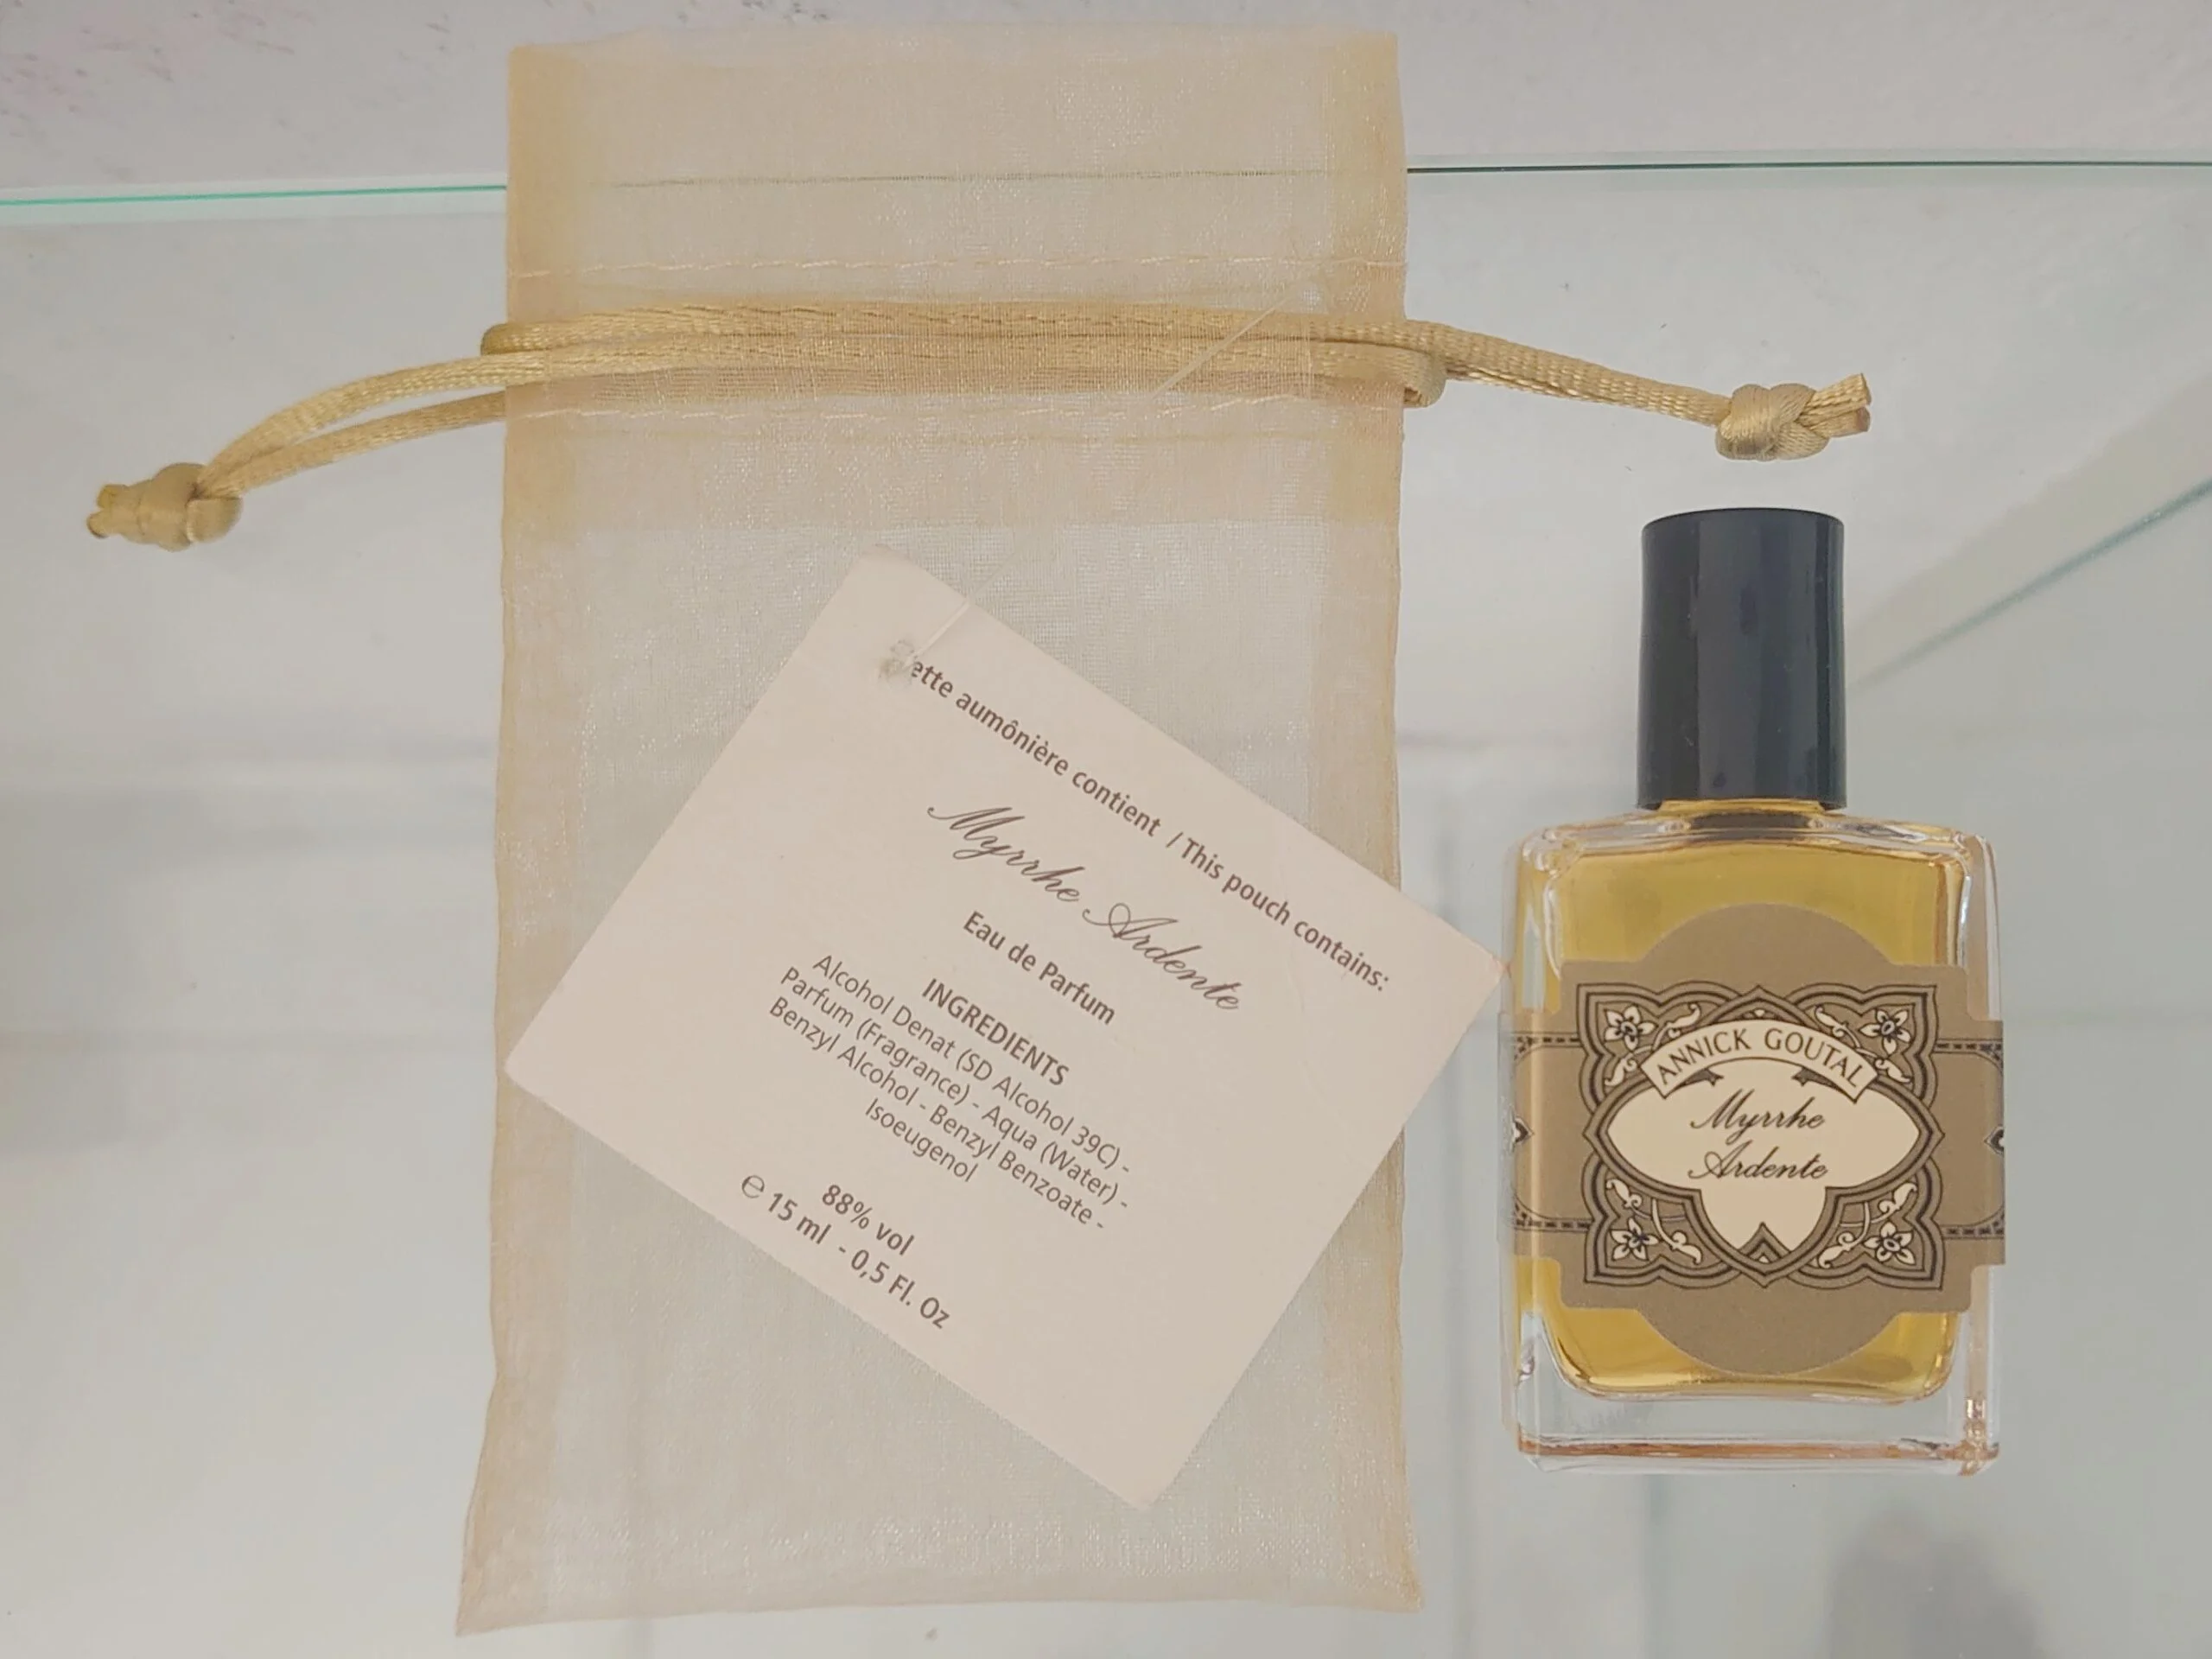 Cette aumônière contient / This pouch contains:
Myrrhe Ardente
Eau de Parfum
INGREDIENTS
Alcohol Denat (SD Alcohol 39C) -
Parfum (Fragrance) - Aqua (Water) -
Benzyl Alcohol - Benzyl Benzoate -
Isoeugenol
88% vol
℮ 15 ml - 0,5 Fl. Oz
ANNICK GOUTAL
Myrrhe
Ardente